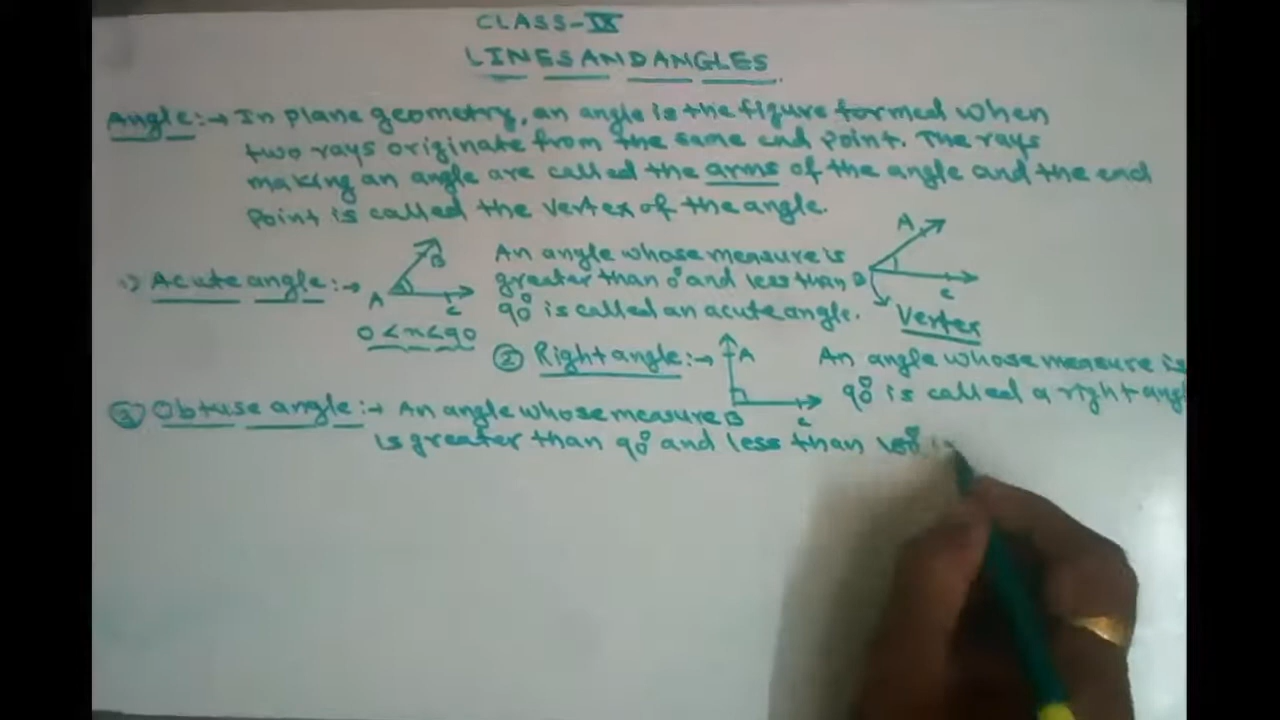 CLASS-IX
LINES AND ANGLES
Angle:→ In plane geometry, an angle is the figure formed when
two rays originate from the same end point. The rays
making an angle are called the arms of the angle and the end
point is called the vertex of the angle.
1) Acute angle:→
A B C
0<x<90
An angle whose measure is
greater than 0° and less than
90° is called an acute angle.
A B C
Vertex
② Right angle:→
A B C
An angle whose measure is
90° is called a right angl
③ Obtuse angle:→ An angle whose measure
is greater than 90° and less than 180° is